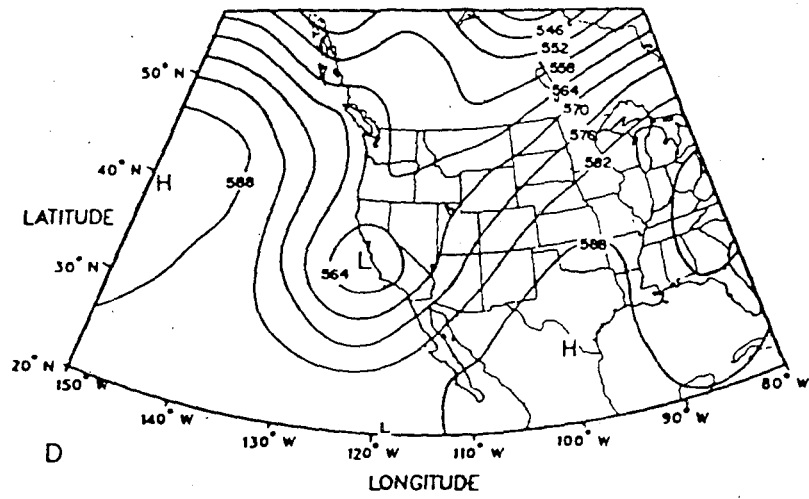 546
552
558
564
570
576
582
588
50° N
40° N
H
588
LATITUDE
30° N
564
L
H
20° N
150° W
140° W
130° W
L
120° W
110° W
100° W
90° W
80° W
D
LONGITUDE